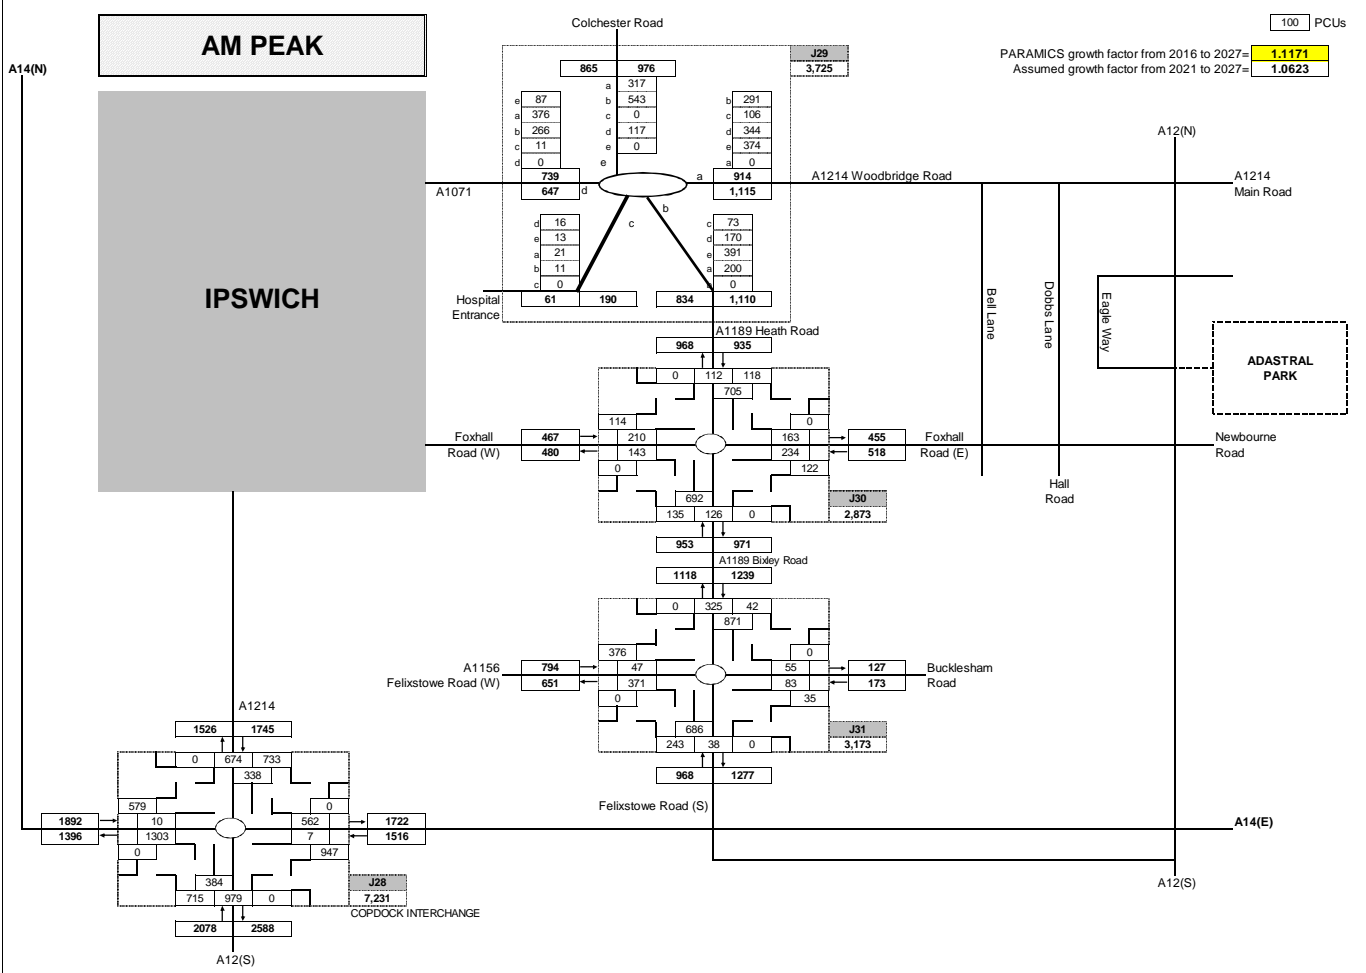 Colchester Road
100 PCUs
AM PEAK
J29
3,725
PARAMICS growth factor from 2016 to 2027= 1.1171
Assumed growth factor from 2021 to 2027= 1.0623
A14(N)
865 976
a 317
b 543
c 0
d 117
e 0
e 87
a 376
b 266
c 11
d 0
b 291
c 106
d 344
e 374
a 0
A12(N)
e
739
647
A1071
d
a
914
1,115
A1214 Woodbridge Road
A1214
Main Road
b
c
d 16
e 13
a 21
b 11
c 0
c 73
d 170
e 391
a 200
b 0
IPSWICH
Hospital
Entrance
61 190
834 1,110
Bell Lane
Dobbs Lane
Eagle Way
ADASTRAL
PARK
A1189 Heath Road
968 935
0 112 118
705
114
0
Foxhall
Road (W)
467
480
210
143
0
163
234
122
455
518
Foxhall
Road (E)
Newbourne
Road
Hall
Road
692
135 126 0
J30
2,873
953 971
A1189 Bixley Road
1118 1239
0 325 42
871
376
0
A1156
Felixstowe Road (W)
794
651
47
371
0
55
83
35
127
173
Bucklesham
Road
686
243 38 0
J31
3,173
968 1277
Felixstowe Road (S)
A1214
1526 1745
0 674 733
338
579
0
1892
1396
10
1303
0
562
7
947
1722
1516
A14(E)
384
715 979 0
J28
7,231
COPDOCK INTERCHANGE
2078 2588
A12(S)
A12(S)